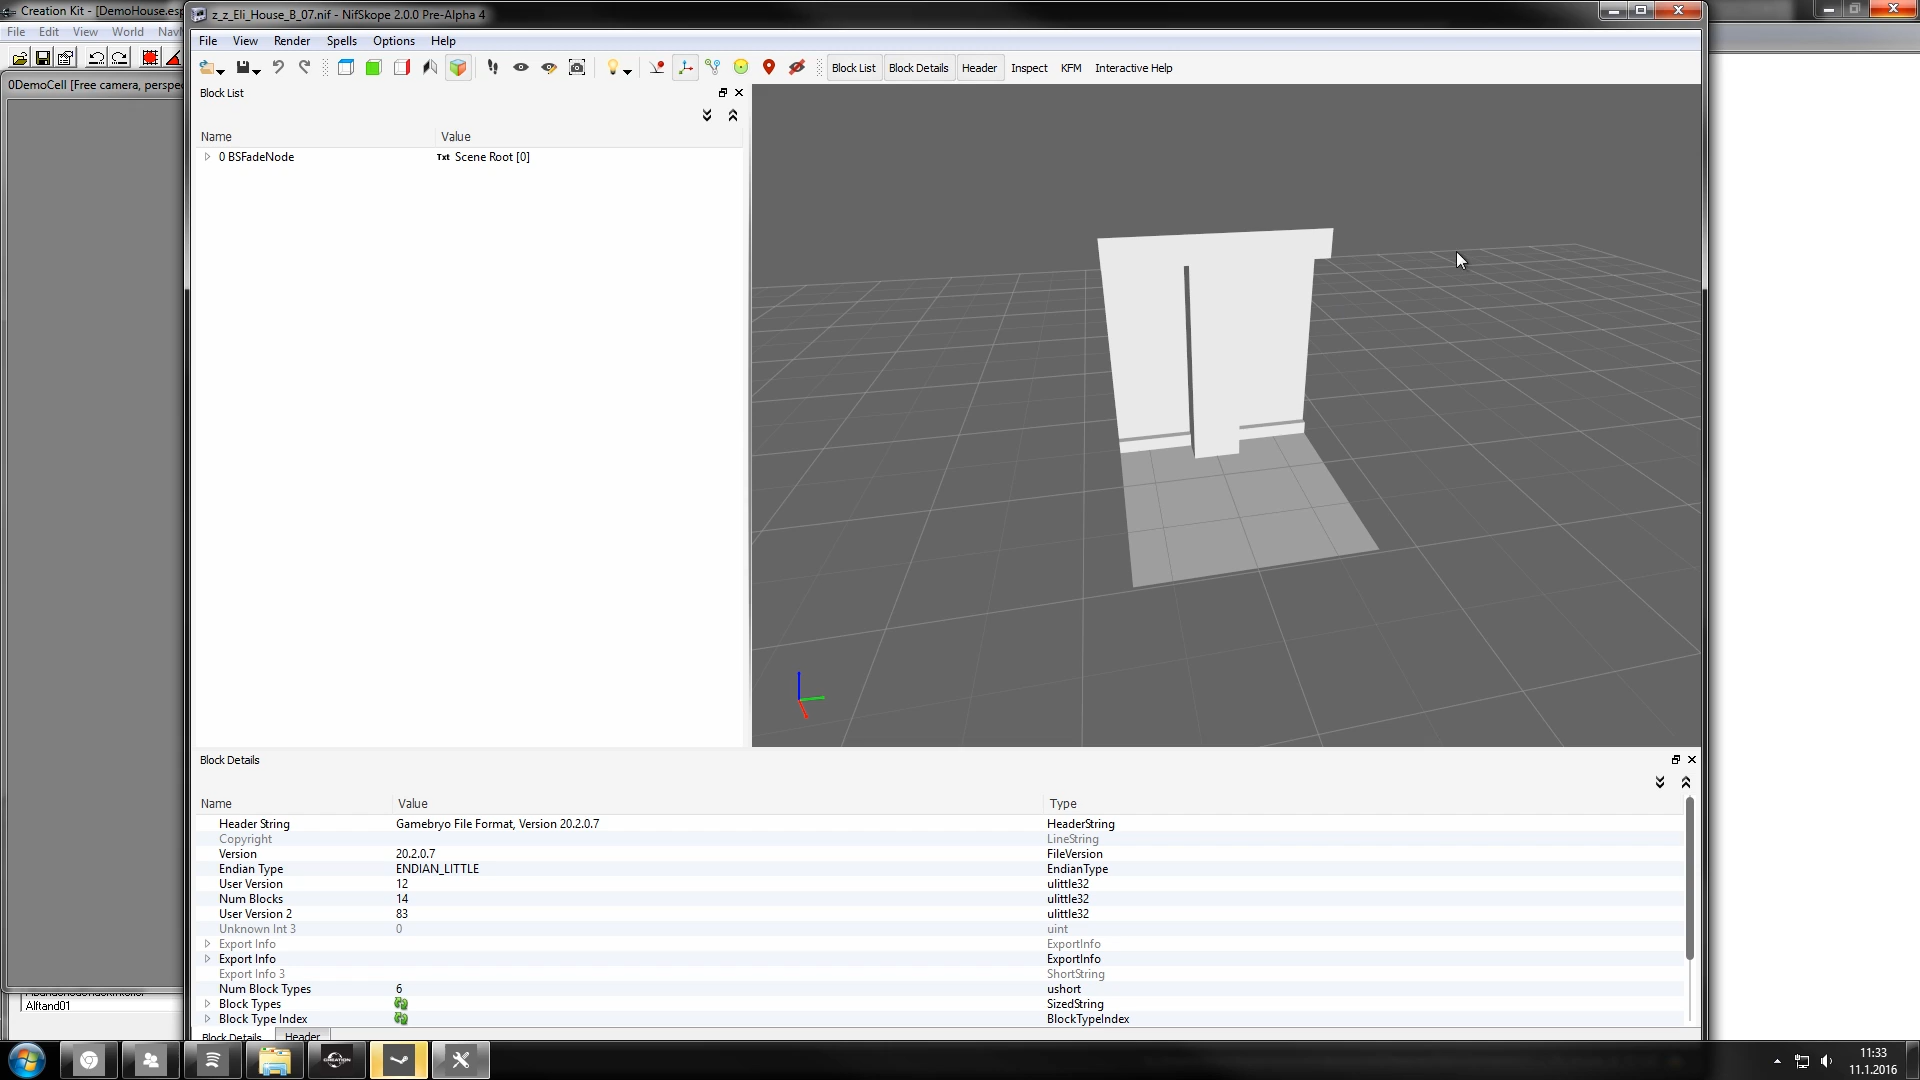 Creation Kit - [DemoHouse.esp
z_z_Eli_House_B_07.nif - NifSkope 2.0.0 Pre-Alpha 4
File Edit View World Nav
File View Render Spells Options Help
Block List Block Details Header Inspect KFM Interactive Help
0DemoCell [Free camera, perspec
Block List
Name Value
0 BSFadeNode Txt Scene Root [0]
Block Details
Name Value Type
Header String Gamebryo File Format, Version 20.2.0.7 HeaderString
Copyright LineString
Version 20.2.0.7 FileVersion
Endian Type ENDIAN_LITTLE EndianType
User Version 12 ulittle32
Num Blocks 14 ulittle32
User Version 2 83 ulittle32
Unknown Int 3 0 uint
Export Info ExportInfo
Export Info ExportInfo
Export Info 3 ShortString
Num Block Types 6 ushort
Block Types SizedString
Block Type Index BlockTypeIndex
Alftand01
Block Details Header
CREATION
11:33
11.1.2016